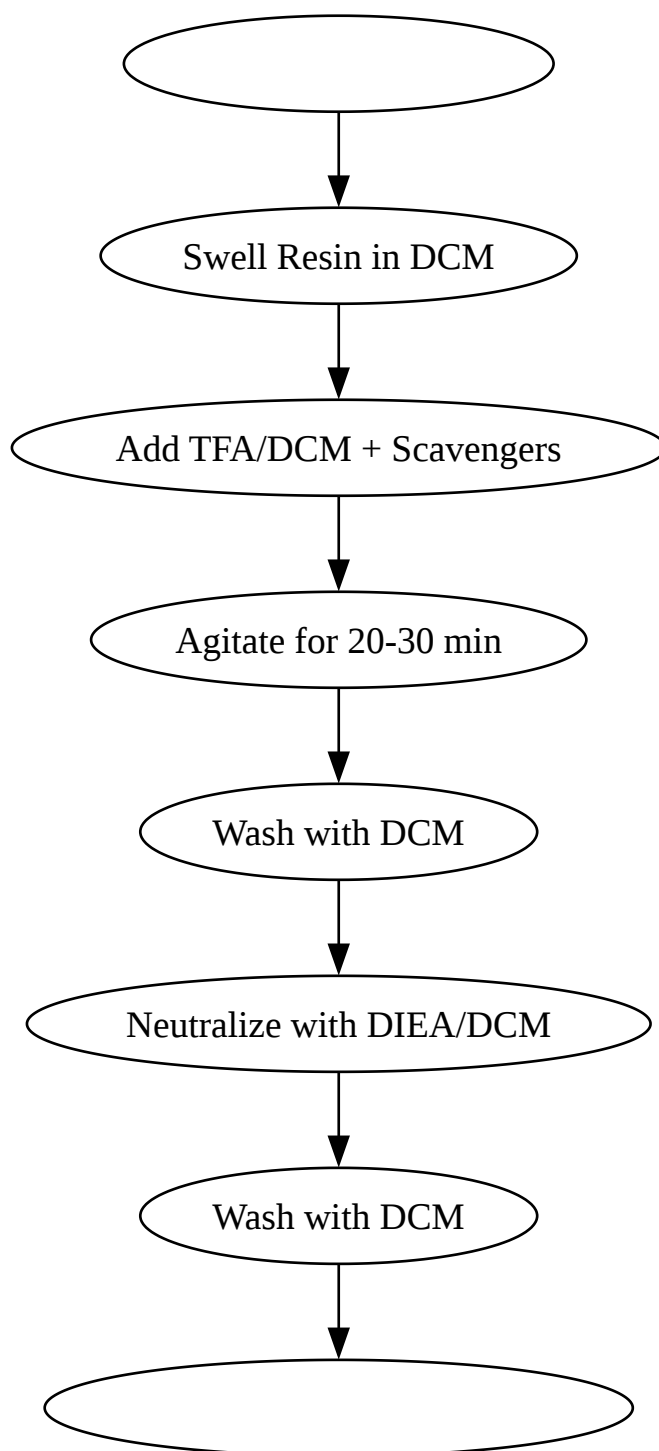 Swell Resin in DCM
Add TFA/DCM + Scavengers
Agitate for 20-30 min
Wash with DCM
Neutralize with DIEA/DCM
Wash with DCM